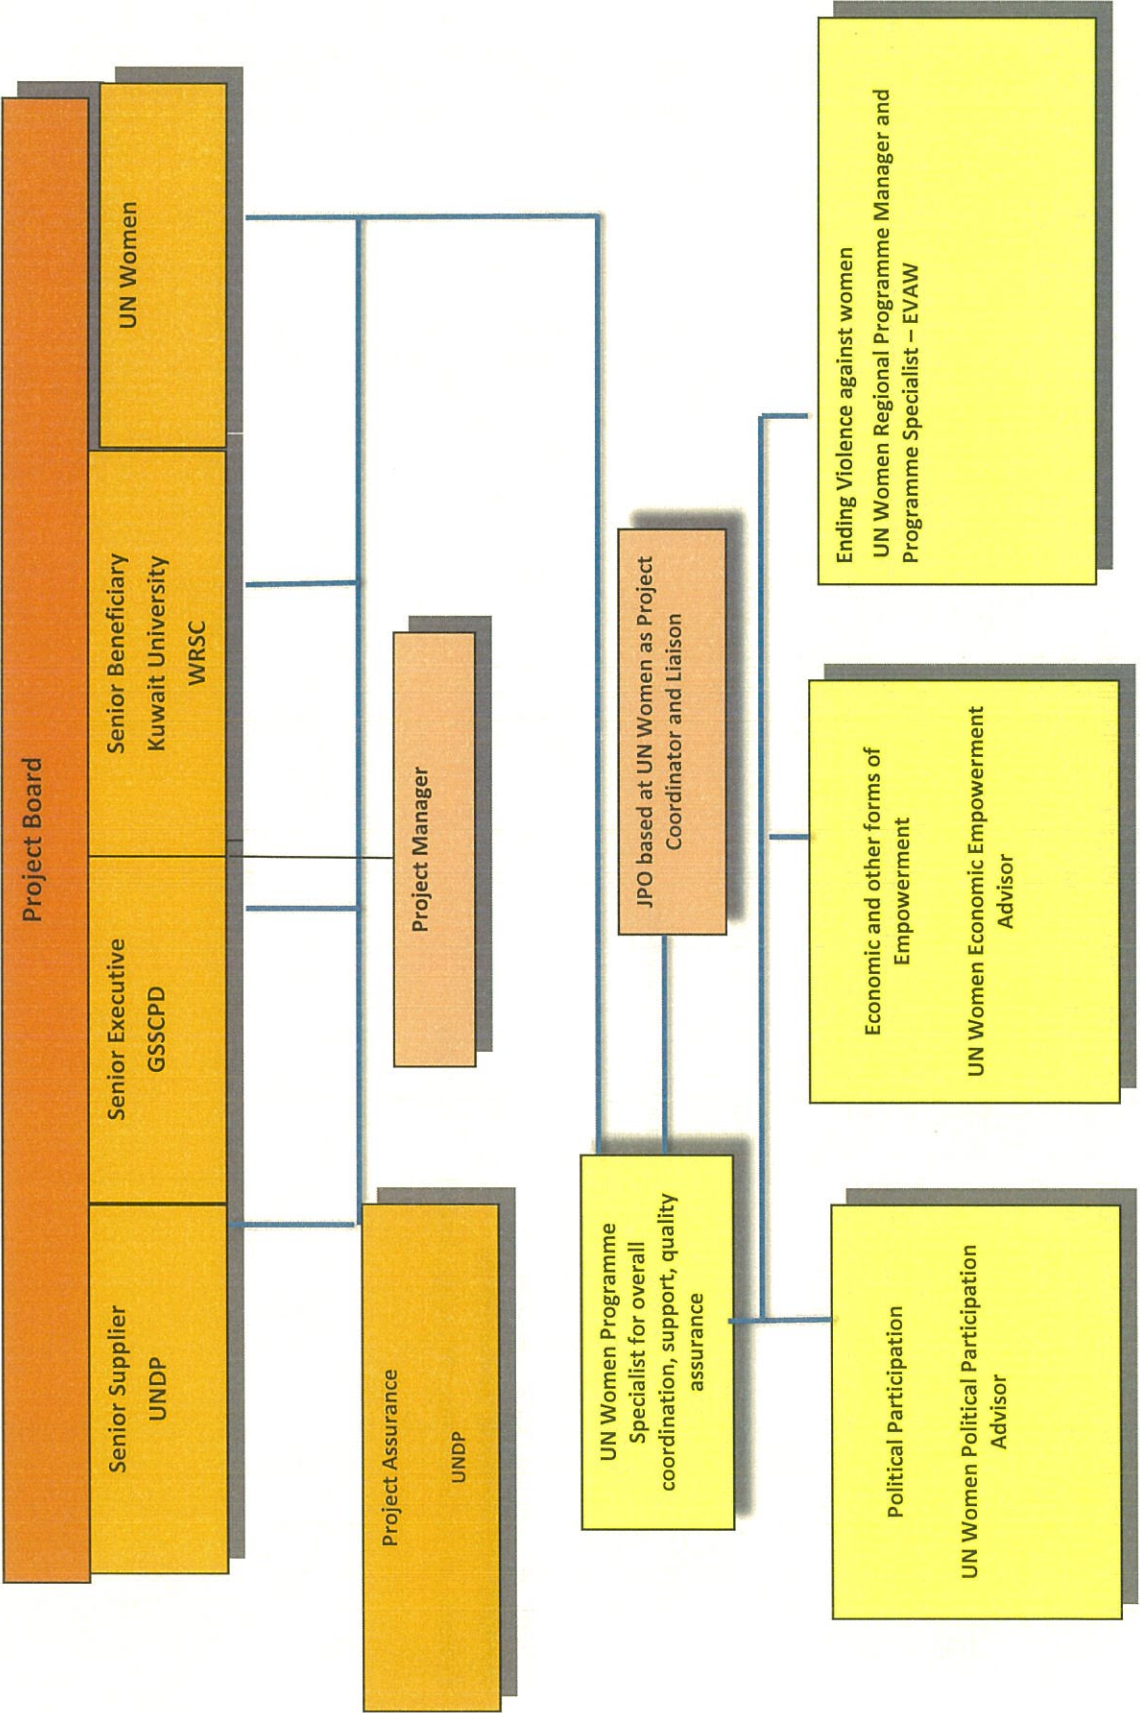 Project Board
Senior Supplier
UNDP
Senior Executive
GSSCPD
Senior Beneficiary
Kuwait University
WRSC
UN Women
Project Assurance
UNDP
Project Manager
UN Women Programme
Specialist for overall
coordination, support, quality
assurance
JPO based at UN Women as Project
Coordinator and Liaison
Political Participation
UN Women Political Participation
Advisor
Economic and other forms of
Empowerment
UN Women Economic Empowerment
Advisor
Ending Violence against women
UN Women Regional Programme Manager and
Programme Specialist – EVAW